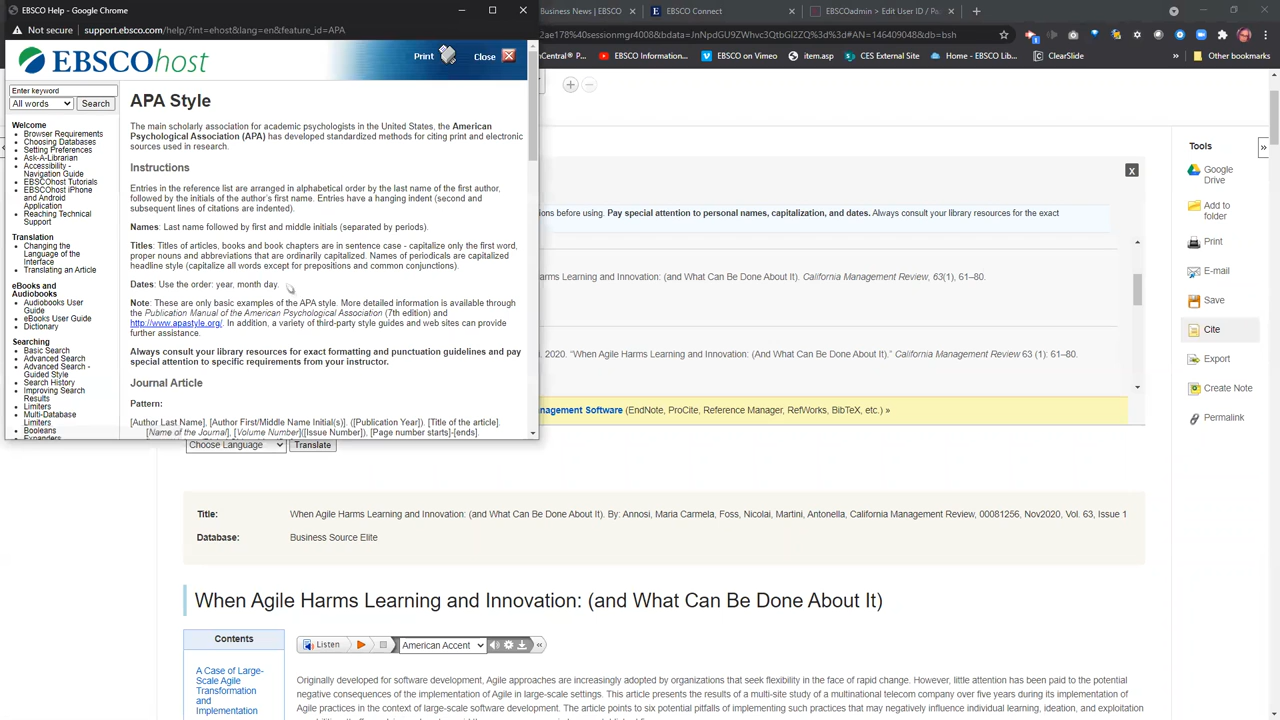 EBSCO Help - Google Chrome
Not secure support.ebsco.com/help/?int=ehost&lang=en&feature_id=APA
EBSCOhost
Print
Close
Enter keyword
All words
Search
Welcome
Browser Requirements
Choosing Databases
Setting Preferences
Ask-A-Librarian
Accessibility -
Navigation Guide
EBSCOhost Tutorials
EBSCOhost iPhone
and Android
Application
Reaching Technical
Support
Translation
Changing the
Language of the
Interface
Translating an Article
eBooks and
Audiobooks
Audiobooks User
Guide
eBooks User Guide
Dictionary
Searching
Basic Search
Advanced Search
Advanced Search -
Guided Style
Search History
Improving Search
Results
Limiters
Multi-Database
Limiters
Booleans
Expanders
APA Style
The main scholarly association for academic psychologists in the United States, the American
Psychological Association (APA) has developed standardized methods for citing print and electronic
sources used in research.
Instructions
Entries in the reference list are arranged in alphabetical order by the last name of the first author,
followed by the initials of the author's first name. Entries have a hanging indent (second and
subsequent lines of citations are indented).
Names: Last name followed by first and middle initials (separated by periods).
Titles: Titles of articles, books and book chapters are in sentence case - capitalize only the first word,
proper nouns and abbreviations that are ordinarily capitalized. Names of periodicals are capitalized
headline style (capitalize all words except for prepositions and common conjunctions).
Dates: Use the order: year, month day.
Note: These are only basic examples of the APA style. More detailed information is available through
the Publication Manual of the American Psychological Association (7th edition) and
http://www.apastyle.org/. In addition, a variety of third-party style guides and web sites can provide
further assistance.
Always consult your library resources for exact formatting and punctuation guidelines and pay
special attention to specific requirements from your instructor.
Journal Article
Pattern:
[Author Last Name], [Author First/Middle Name Initial(s)]. ([Publication Year]). [Title of the article].
[Name of the Journal], [Volume Number]([Issue Number]), [Page number starts]-[ends].
Business News
EBSCO Connect
EBSCOadmin > Edit User ID / Pa
2ae178%40sessionmgr4008&bdata=JnNpdGU9ZWhvc3QtbGl2ZQ%3d%3d#AN=146409048&db=bsh
EBSCO Information...
EBSCO on Vimeo
item.asp
CES External Site
Home - EBSCO Lib...
ClearSlide
Other bookmarks
x
ons before using. Pay special attention to personal names, capitalization, and dates. Always consult your library resources for the exact
rms Learning and Innovation: (and What Can Be Done About It). California Management Review, 63(1), 61–80.
3. 2020. “When Agile Harms Learning and Innovation: (And What Can Be Done About It).” California Management Review 63 (1): 61–80.
nagement Software (EndNote, ProCite, Reference Manager, RefWorks, BibTeX, etc.) »
Choose Language
Translate
Title: When Agile Harms Learning and Innovation: (and What Can Be Done About It). By: Annosi, Maria Carmela, Foss, Nicolai, Martini, Antonella, California Management Review, 00081256, Nov2020, Vol. 63, Issue 1
Database: Business Source Elite
When Agile Harms Learning and Innovation: (and What Can Be Done About It)
Contents
A Case of Large-
Scale Agile
Transformation
and
Implementation
Listen
American Accent
Originally developed for software development, Agile approaches are increasingly adopted by organizations that seek flexibility in the face of rapid change. However, little attention has been paid to the potential
negative consequences of the implementation of Agile in large-scale settings. This article presents the results of a multi-site study of a multinational telecom company over five years during its implementation of
Agile practices in the context of large-scale software development. The article points to six potential pitfalls of implementing such practices that may negatively influence individual learning, ideation, and exploitation
Tools
Google
Drive
Add to
folder
Print
E-mail
Save
Cite
Export
Create Note
Permalink